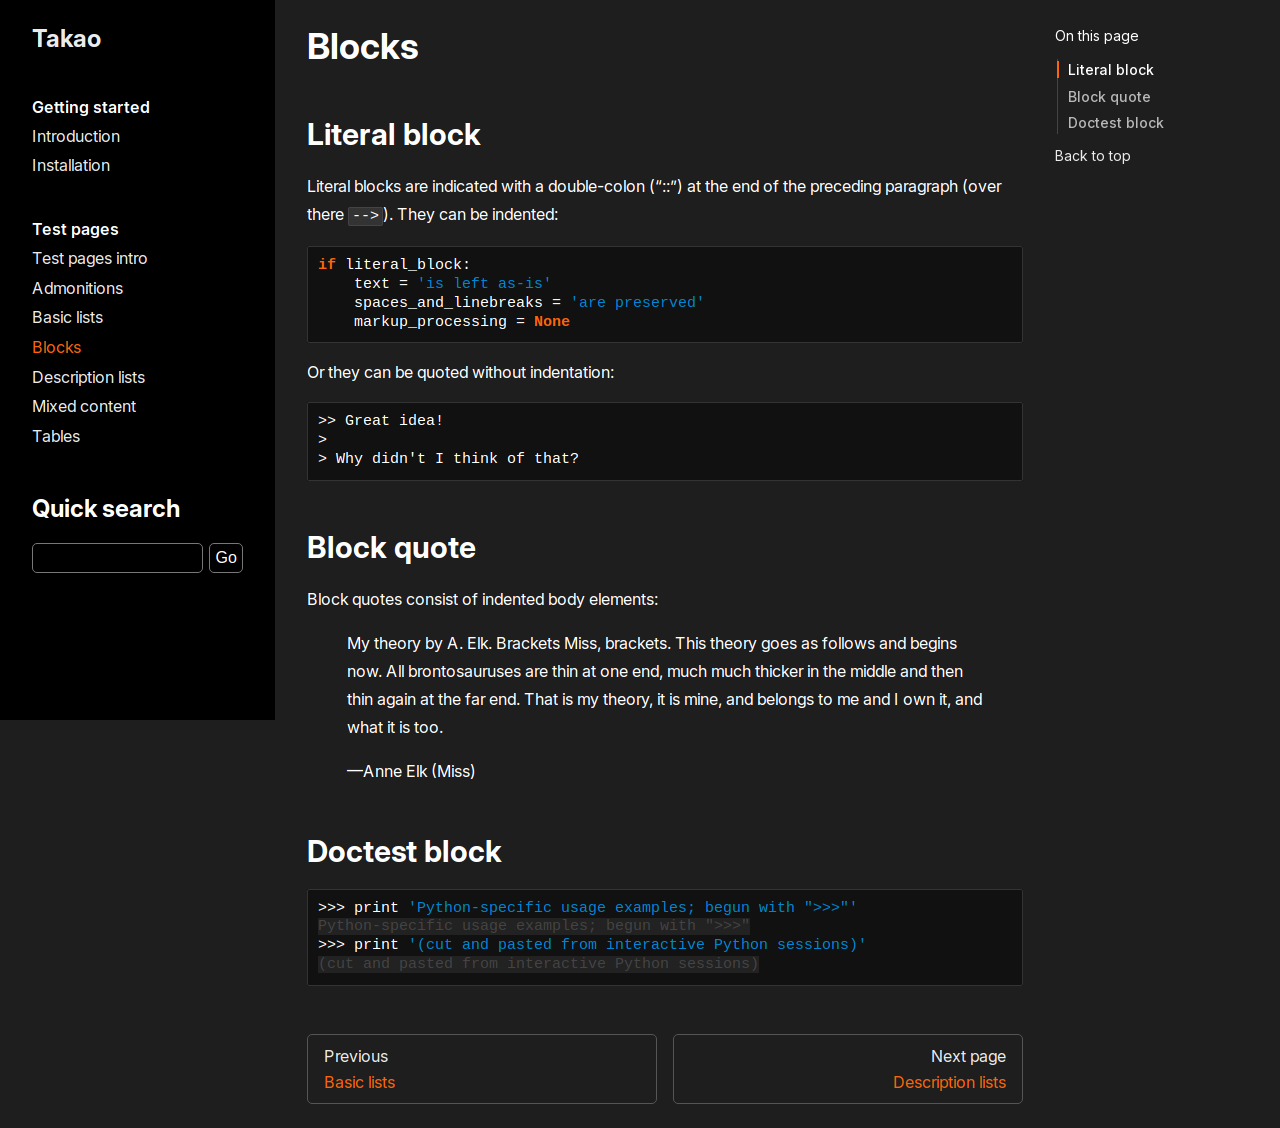 Takao
Getting started
Introduction
Installation
Test pages
Test pages intro
Admonitions
Basic lists
Blocks
Description lists
Mixed content
Tables
Quick search
Go
Blocks
Literal block
Literal blocks are indicated with a double-colon (“::”) at the end of the preceding paragraph (over
there -->). They can be indented:
if literal_block:
    text = 'is left as-is'
    spaces_and_linebreaks = 'are preserved'
    markup_processing = None
Or they can be quoted without indentation:
>> Great idea!
>
> Why didn't I think of that?
Block quote
Block quotes consist of indented body elements:
My theory by A. Elk. Brackets Miss, brackets. This theory goes as follows and begins
now. All brontosauruses are thin at one end, much much thicker in the middle and then
thin again at the far end. That is my theory, it is mine, and belongs to me and I own it, and
what it is too.
—Anne Elk (Miss)
Doctest block
>>> print 'Python-specific usage examples; begun with ">>>"'
Python-specific usage examples; begun with ">>>"
>>> print '(cut and pasted from interactive Python sessions)'
(cut and pasted from interactive Python sessions)
Previous
Basic lists
Next page
Description lists
On this page
Literal block
Block quote
Doctest block
Back to top